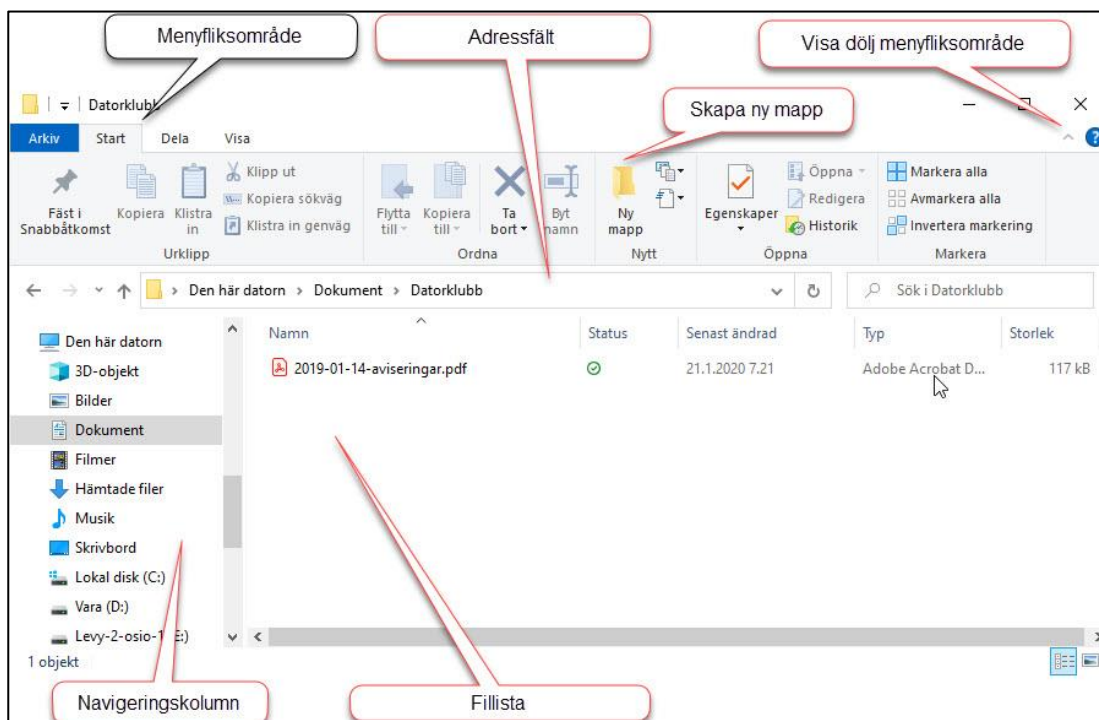 Menyfliksområde
Adressfält
Visa dölj menyfliksområde
Datorklubb
Skapa ny mapp
Arkiv Start Dela Visa
Fäst i Snabbåtkomst
Kopiera
Klistra in
Klipp ut
Kopiera sökväg
Klistra in genväg
Urklipp
Flytta till
Kopiera till
Ta bort
Byt namn
Ordna
Ny mapp
Nytt
Egenskaper
Öppna
Redigera
Historik
Öppna
Markera alla
Avmarkera alla
Invertera markering
Markera
Den här datorn > Dokument > Datorklubb
Sök i Datorklubb
Den här datorn
3D-objekt
Bilder
Dokument
Filmer
Hämtade filer
Musik
Skrivbord
Lokal disk (C:)
Vara (D:)
Levy-2-osio-1 (E:)
Namn Status Senast ändrad Typ Storlek
2019-01-14-aviseringar.pdf 21.1.2020 7.21 Adobe Acrobat D... 117 kB
1 objekt
Navigeringskolumn
Fillista